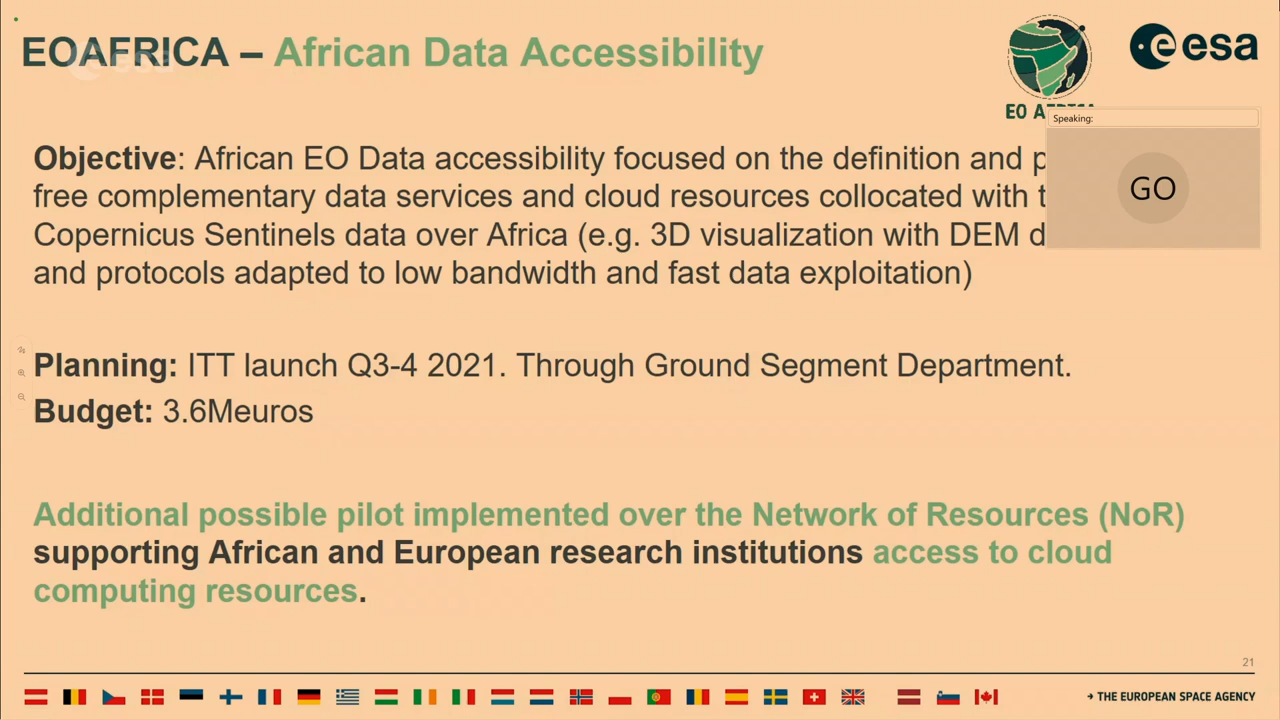 EOAFRICA – African Data Accessibility
esa
EO AFRICA
Speaking:
GO
Objective: African EO Data accessibility focused on the definition and
free complementary data services and cloud resources collocated with
Copernicus Sentinels data over Africa (e.g. 3D visualization with DEM
and protocols adapted to low bandwidth and fast data exploitation)
Planning: ITT launch Q3-4 2021. Through Ground Segment Department.
Budget: 3.6Meuros
Additional possible pilot implemented over the Network of Resources (NoR)
supporting African and European research institutions access to cloud
computing resources.
21
→ THE EUROPEAN SPACE AGENCY